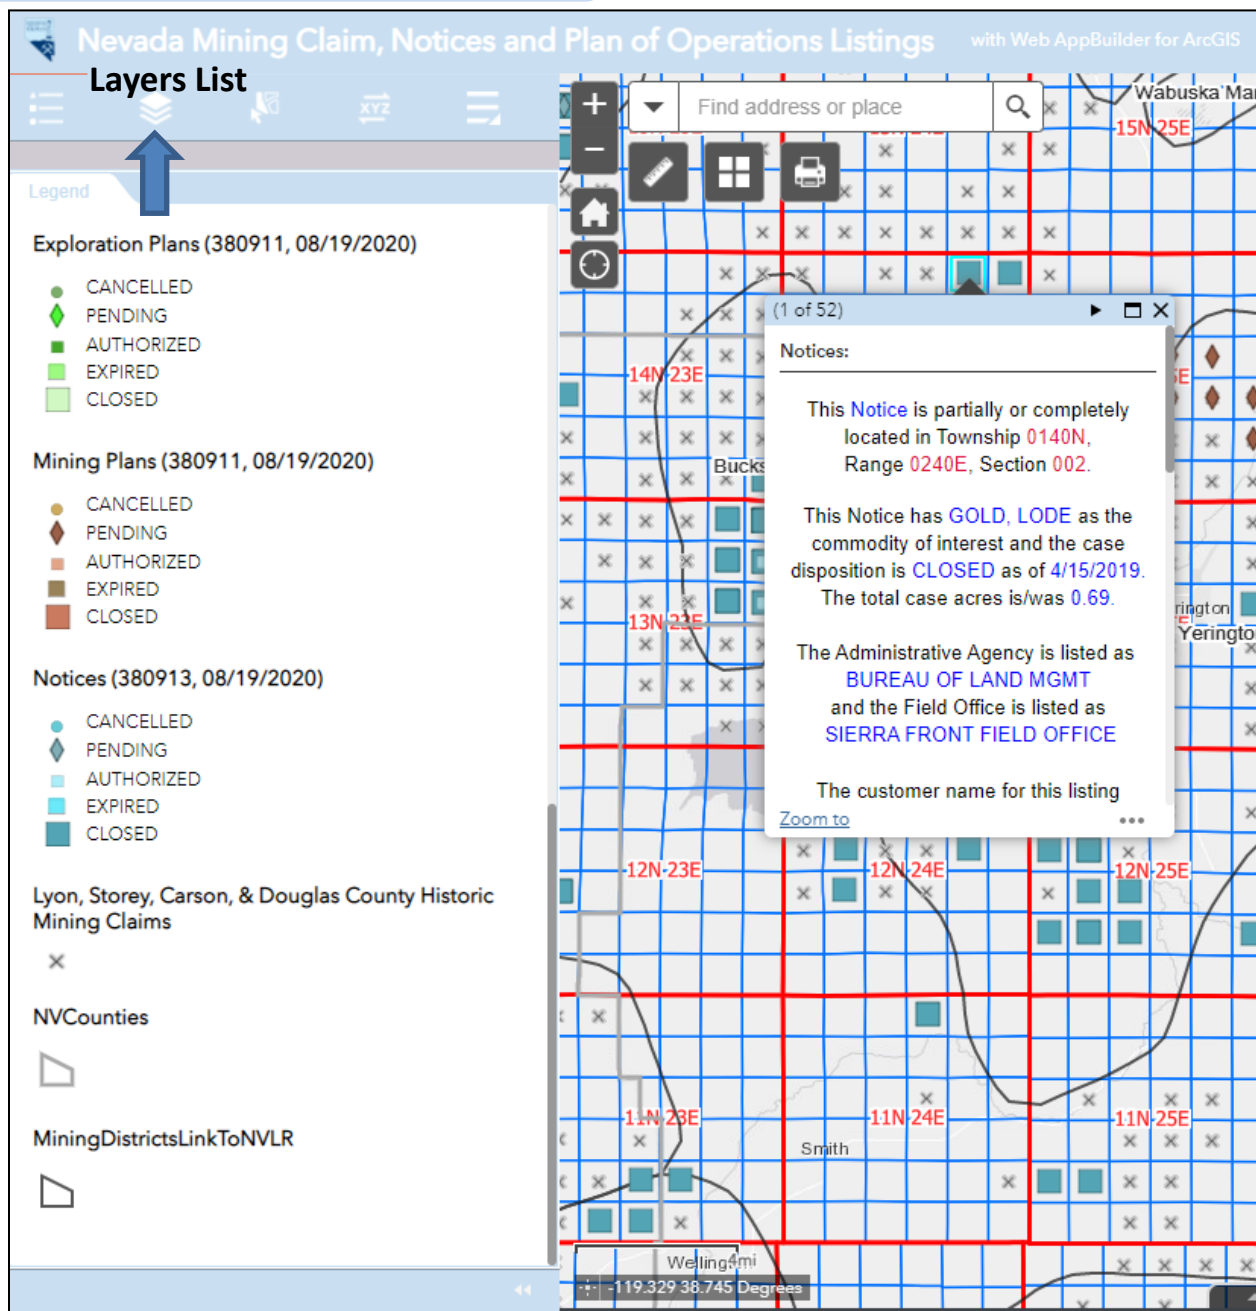 Nevada Mining Claim, Notices and Plan of Operations Listings
with Web AppBuilder for ArcGIS
Layers List
XYZ
Legend
Exploration Plans (380911, 08/19/2020)
CANCELLED
PENDING
AUTHORIZED
EXPIRED
CLOSED
Mining Plans (380911, 08/19/2020)
CANCELLED
PENDING
AUTHORIZED
EXPIRED
CLOSED
Notices (380913, 08/19/2020)
CANCELLED
PENDING
AUTHORIZED
EXPIRED
CLOSED
Lyon, Storey, Carson, & Douglas County Historic
Mining Claims
NVCounties
MiningDistrictsLinkToNVLR
Find address or place
Wabuska Mar
15N 25E
(1 of 52)
Notices:
This Notice is partially or completely
located in Township 0140N,
Range 0240E, Section 002.
This Notice has GOLD, LODE as the
commodity of interest and the case
disposition is CLOSED as of 4/15/2019.
The total case acres is/was 0.69.
The Administrative Agency is listed as
BUREAU OF LAND MGMT
and the Field Office is listed as
SIERRA FRONT FIELD OFFICE
The customer name for this listing
Zoom to
14N 23E
Bucks
13N 23E
rington
Yeringto
12N 23E
12N 24E
12N 25E
11N 23E
11N 24E
11N 25E
Smith
Wellingt
4mi
-119.329 38.745 Degrees